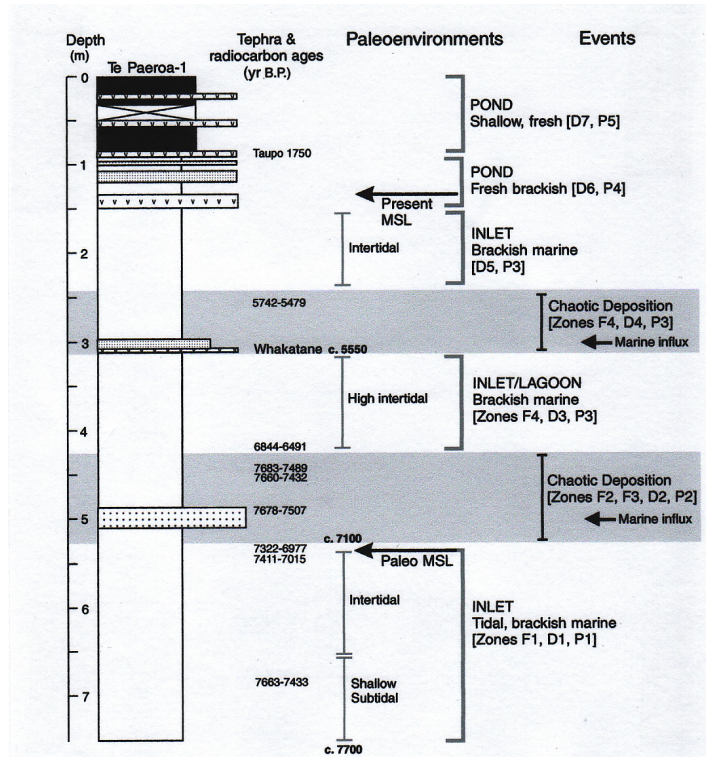 Depth
(m)
Te Paeroa-1
Tephra &
radiocarbon ages
(yr B.P.)
Paleoenvironments
Events
0
POND
Shallow, fresh [D7, P5]
Taupo 1750
1
POND
Fresh brackish [D6, P4]
Present
MSL
2
Intertidal
INLET
Brackish marine
[D5, P3]
5742-5479
Chaotic Deposition
[Zones F4, D4, P3]
Marine influx
3
Whakatane c. 5550
High intertidal
INLET/LAGOON
Brackish marine
[Zones F4, D3, P3]
4
6844-6491
7683-7489
7660-7432
Chaotic Deposition
[Zones F2, F3, D2, P2]
7678-7507
5
Marine influx
c. 7100
7322-6977
7411-7015
Paleo MSL
Intertidal
6
INLET
Tidal, brackish marine
[Zones F1, D1, P1]
7663-7433
Shallow
Subtidal
7
c. 7700